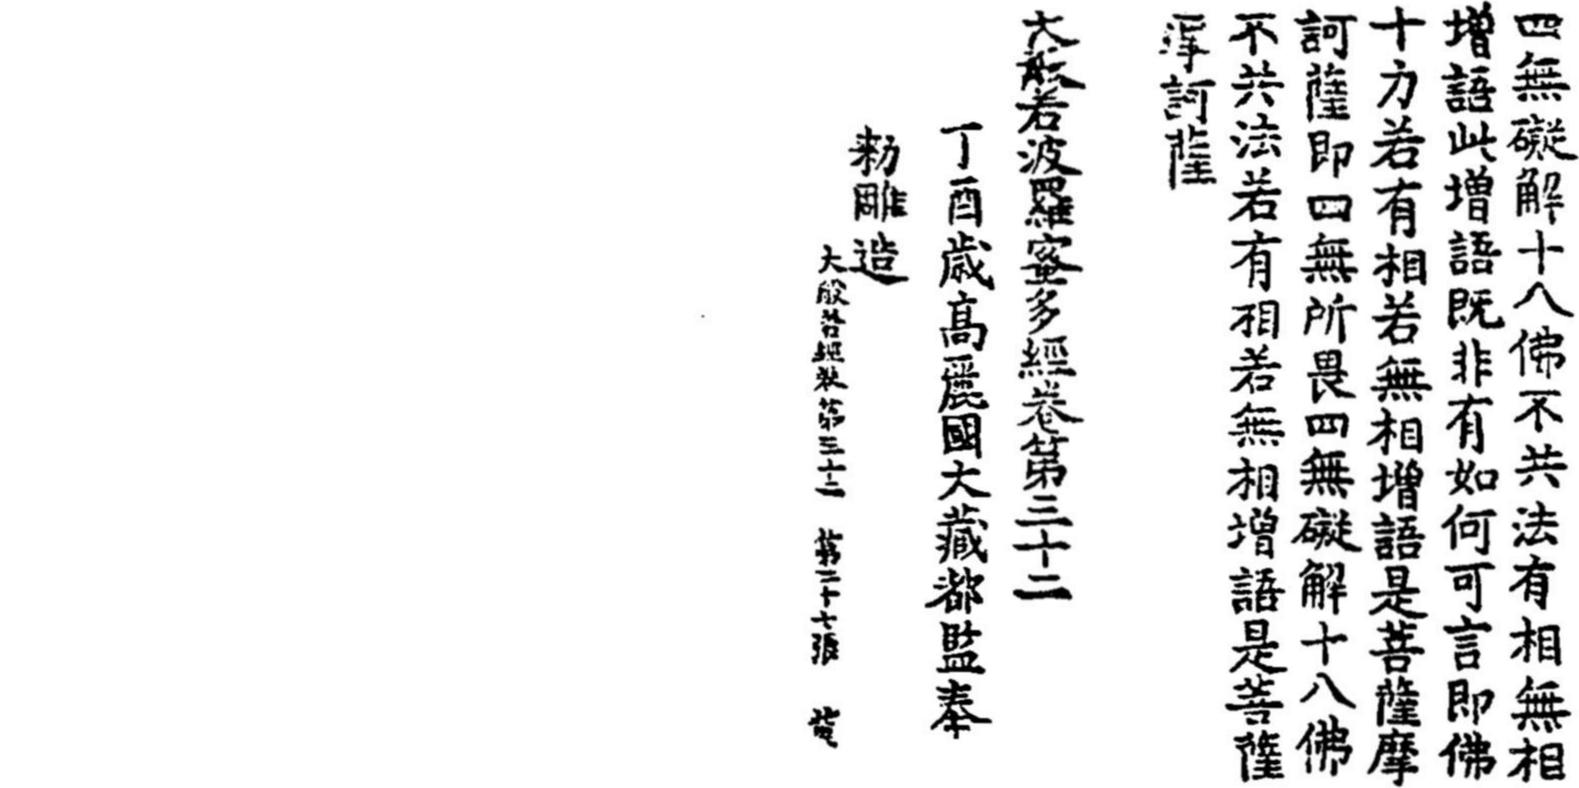 四無礙解十八佛不共法有相無相
增語此增語既非有如何可言即佛
十力若有相若無相增語是菩薩摩
訶薩即四無所畏四無礙解十八佛
不共法若有相若無相增語是菩薩
摩訶薩
大般若波羅蜜多經卷第三十二
丁酉歲高麗國大藏都監奉
勅雕造
大般若經第三十二 第二十七張